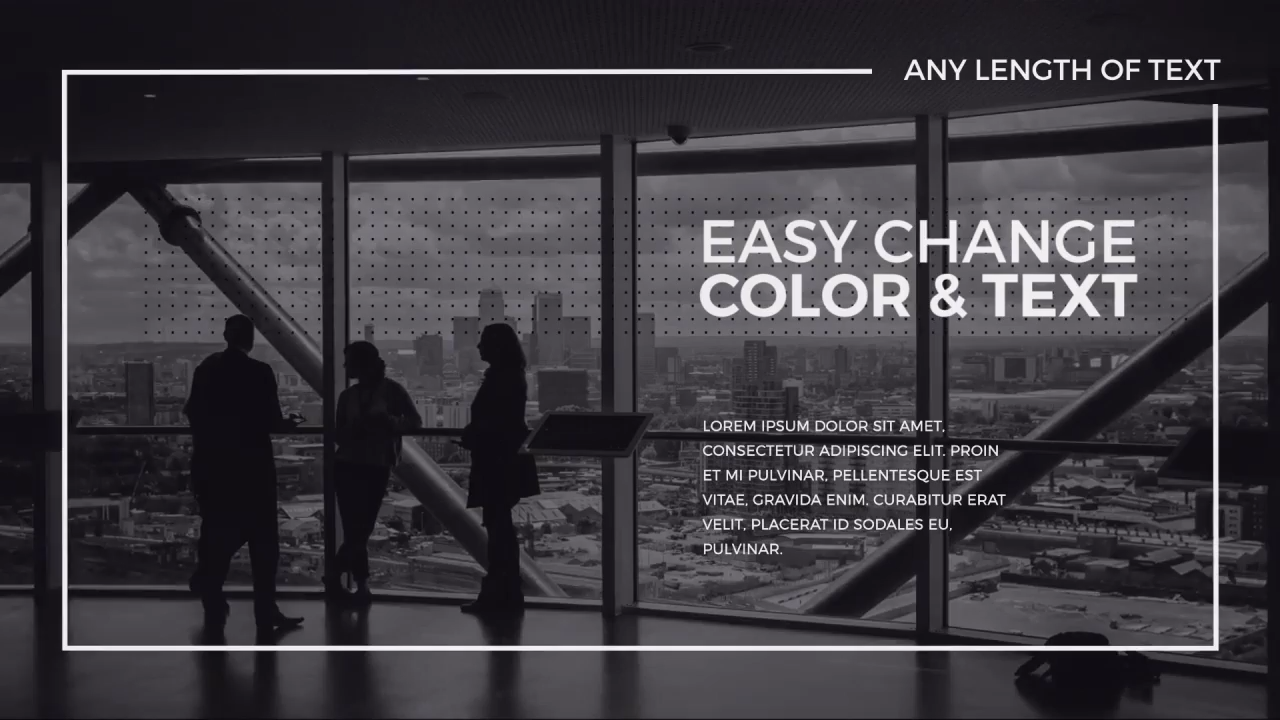 ANY LENGTH OF TEXT
EASY CHANGE
COLOR & TEXT
LOREM IPSUM DOLOR SIT AMET,
CONSECTETUR ADIPISCING ELIT. PROIN
ET MI PULVINAR, PELLENTESQUE EST
VITAE, GRAVIDA ENIM. CURABITUR ERAT
VELIT, PLACERAT ID SODALES EU,
PULVINAR.